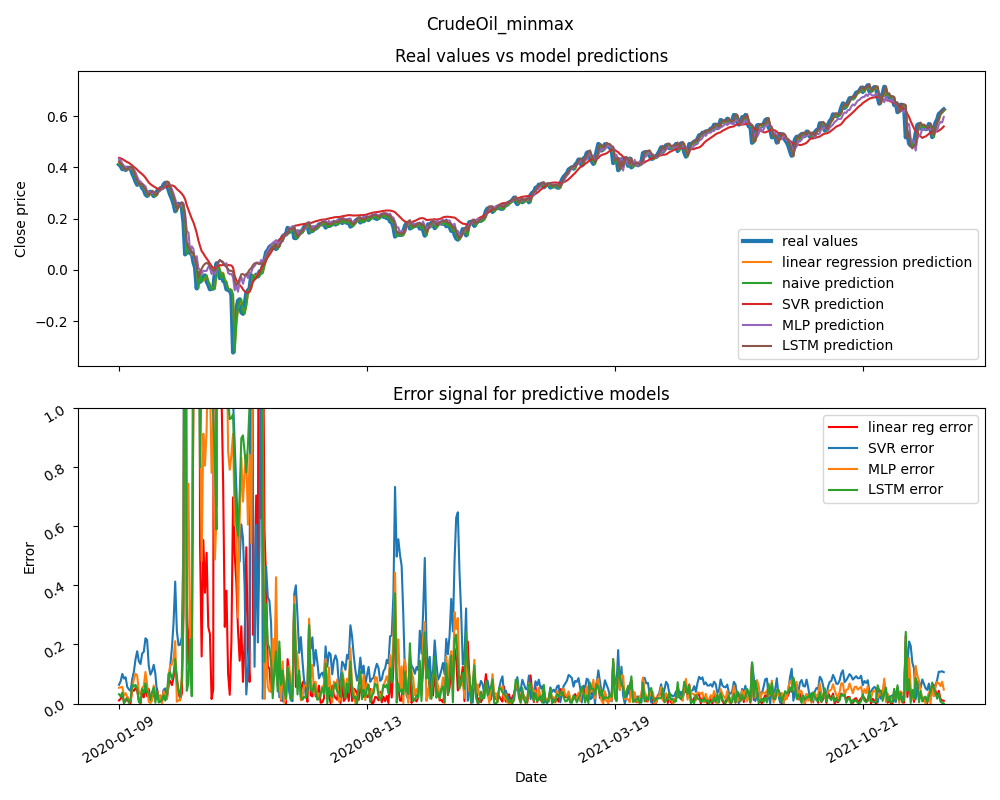 CrudeOil_minmax
Real values vs model predictions
Close price
0.6
0.4
0.2
0.0
−0.2
real values
linear regression prediction
naive prediction
SVR prediction
MLP prediction
LSTM prediction
Error signal for predictive models
Error
1.0
0.8
0.6
0.4
0.2
0.0
linear reg error
SVR error
MLP error
LSTM error
2020-01-09
2020-08-13
2021-03-19
2021-10-21
Date